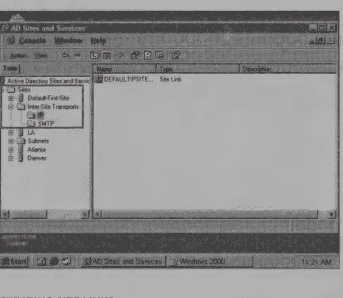 AD Sites and Services
Console Window Help
Action View
Tree
Name Type Description
Active Directory Sites and Servic
DEFAULTIPSITE... Site Link
Sites
Default-First-Site
Inter-Site Transports
IP
SMTP
LA
Subnets
Atlanta
Denver
Start AD Sites and Services Windows 2000 11:21 AM